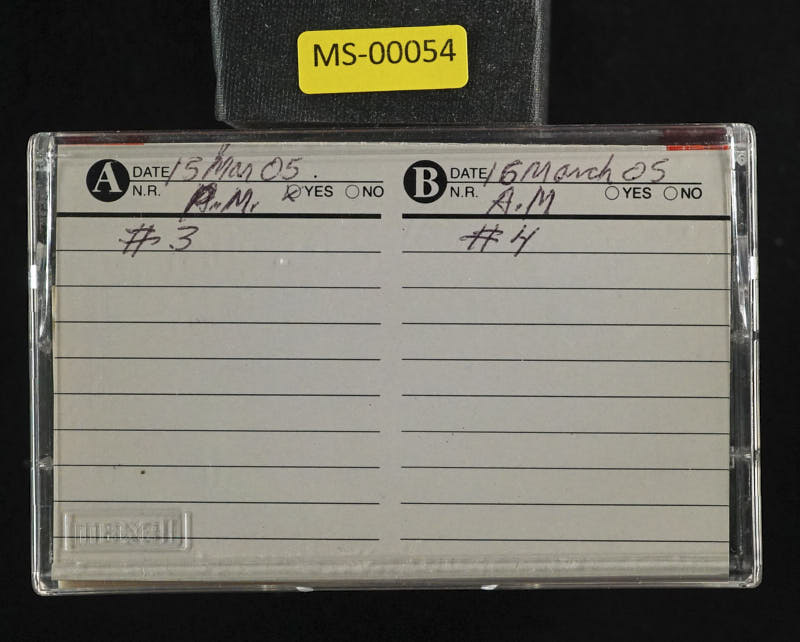 MS-00054
A DATE 15 Mar 05.
N.R. A.M. YES NO
#3
B DATE 16 March 05
N.R. A.M YES NO
#4
maxell